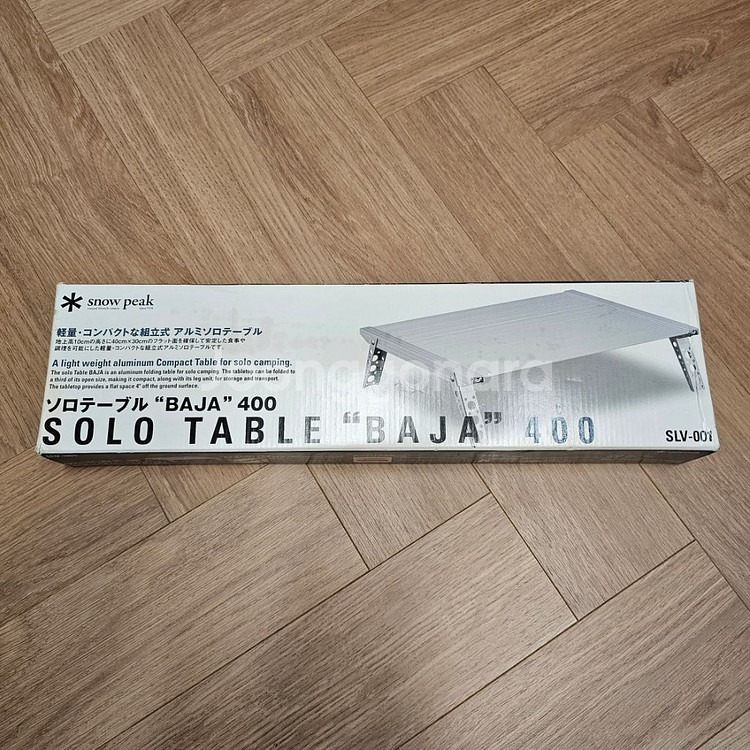 snow peak
軽量・コンパクトな組立式 アルミソロテーブル
地上高10cmの高さに40cm×30cmのフラット面を確保して安定した食事や
調理を可能にした軽量・コンパクトな組立式アルミソロテーブルです。
A light weight aluminum Compact Table for solo camping.
The solo Table BAJA is an aluminum folding table for solo camping. The tabletop can be folded to
a third of its open size, making it compact, along with its leg unit, for storage and transport.
The tabletop provides a flat space 4" off the ground surface.
ソロテーブル “BAJA” 400
SOLO TABLE “BAJA” 400
SLV-001